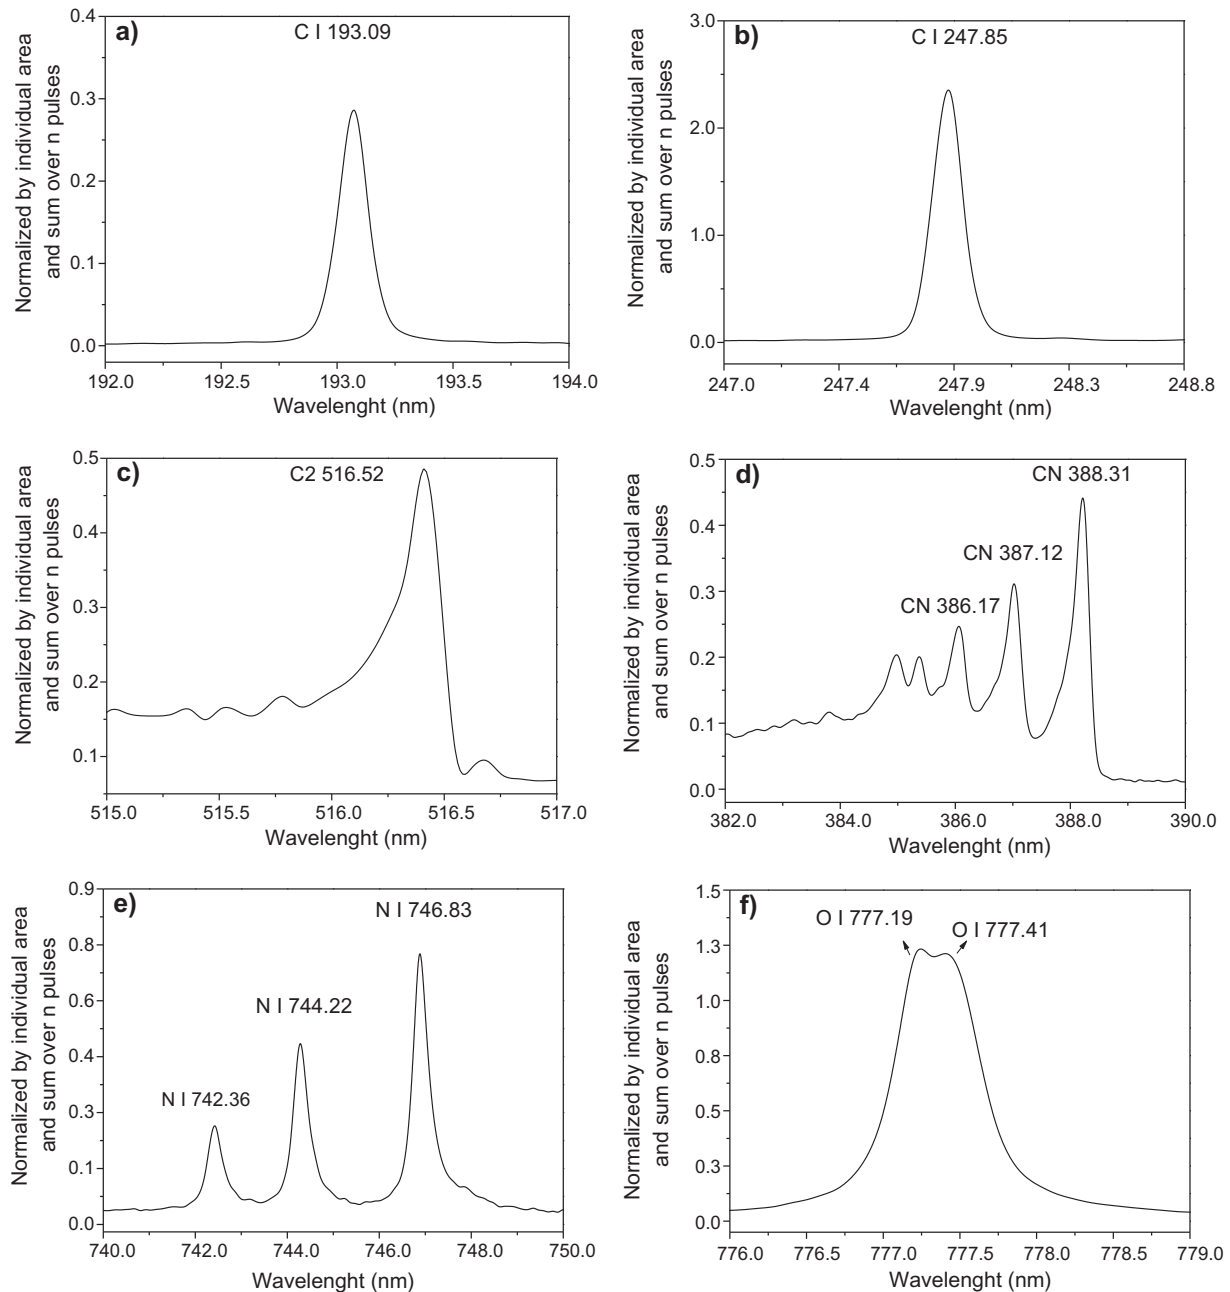 a)
C I 193.09
0.4
0.3
0.2
0.1
0.0
192.0 192.5 193.0 193.5 194.0
Wavelenght (nm)
Normalized by individual area
and sum over n pulses
b)
C I 247.85
3.0
2.0
1.0
0.0
247.0 247.4 247.9 248.3 248.8
Wavelenght (nm)
Normalized by individual area
and sum over n pulses
c)
C2 516.52
0.5
0.4
0.3
0.2
0.1
515.0 515.5 516.0 516.5 517.0
Wavelenght (nm)
Normalized by individual area
and sum over n pulses
d)
CN 388.31
CN 387.12
CN 386.17
0.5
0.4
0.3
0.2
0.1
0.0
382.0 384.0 386.0 388.0 390.0
Wavelenght (nm)
Normalized by individual area
and sum over n pulses
e)
N I 746.83
N I 744.22
N I 742.36
0.9
0.8
0.6
0.4
0.3
0.1
0.0
740.0 742.0 744.0 746.0 748.0 750.0
Wavelenght (nm)
Normalized by individual area
and sum over n pulses
f)
O I 777.19
O I 777.41
1.5
1.3
1.0
0.8
0.5
0.3
0.0
776.0 776.5 777.0 777.5 778.0 778.5 779.0
Wavelenght (nm)
Normalized by individual area
and sum over n pulses